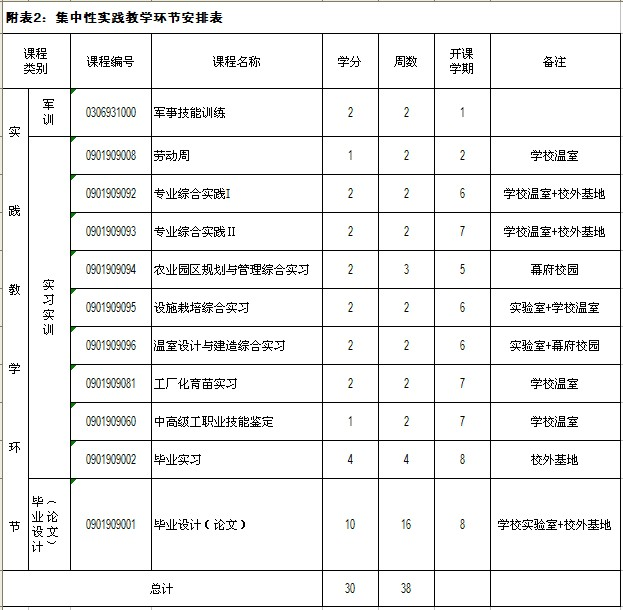 附表2：集中性实践教学环节安排表
课程类别 课程编号 课程名称 学分 周数 开课学期 备注
实践教学环节
军训 0306931000 军事技能训练 2 2 1
实习实训
0901909008 劳动周 1 2 2 学校温室
0901909092 专业综合实践I 2 2 6 学校温室+校外基地
0901909093 专业综合实践Ⅱ 2 2 7 学校温室+校外基地
0901909094 农业园区规划与管理综合实习 2 3 5 幕府校园
0901909095 设施栽培综合实习 2 2 6 实验室+学校温室
0901909096 温室设计与建造综合实习 2 2 6 实验室+幕府校园
0901909081 工厂化育苗实习 2 2 7 学校温室
0901909060 中高级工职业技能鉴定 1 2 7 学校温室
0901909002 毕业实习 4 4 8 校外基地
毕业设计（论文） 0901909001 毕业设计（论文） 10 16 8 学校实验室+校外基地
总计 30 38